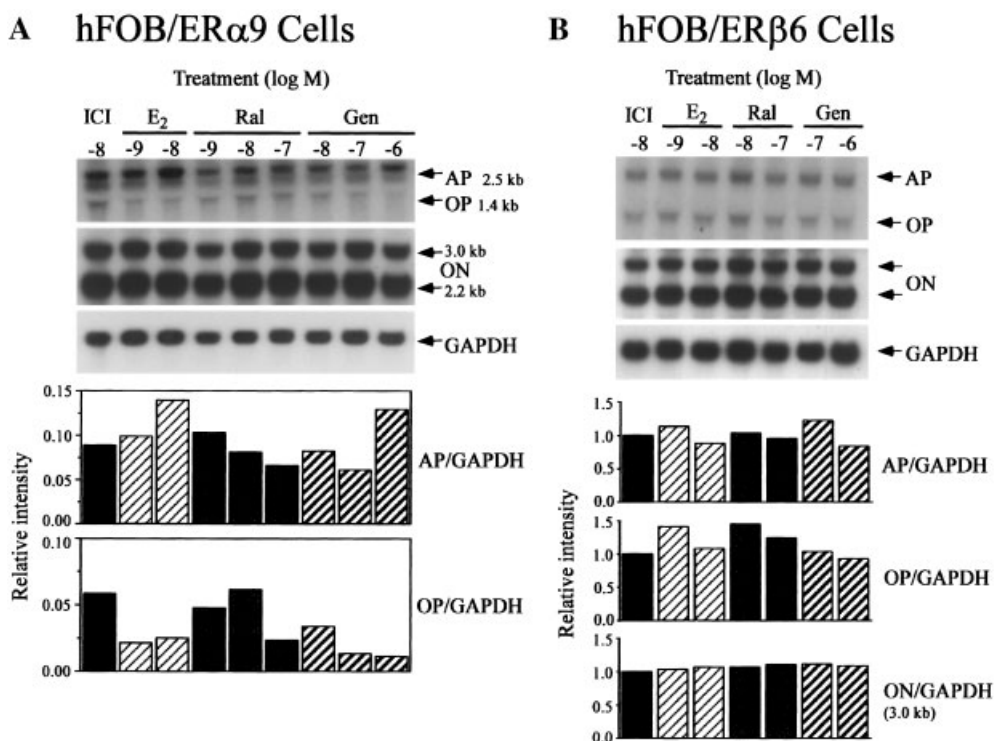 A hFOB/ERα9 Cells
Treatment (log M)
ICI E2 Ral Gen
-8 -9 -8 -9 -8 -7 -8 -7 -6
AP 2.5 kb
OP 1.4 kb
3.0 kb
ON
2.2 kb
GAPDH
Relative intensity
0.15
0.10
0.05
0.00
AP/GAPDH
0.10
0.05
0.00
OP/GAPDH
B hFOB/ERβ6 Cells
Treatment (log M)
ICI E2 Ral Gen
-8 -9 -8 -8 -7 -7 -6
AP
OP
ON
GAPDH
Relative intensity
1.5
1.0
0.5
0.0
AP/GAPDH
1.5
1.0
0.5
0.0
OP/GAPDH
1.5
1.0
0.5
0.0
ON/GAPDH
(3.0 kb)